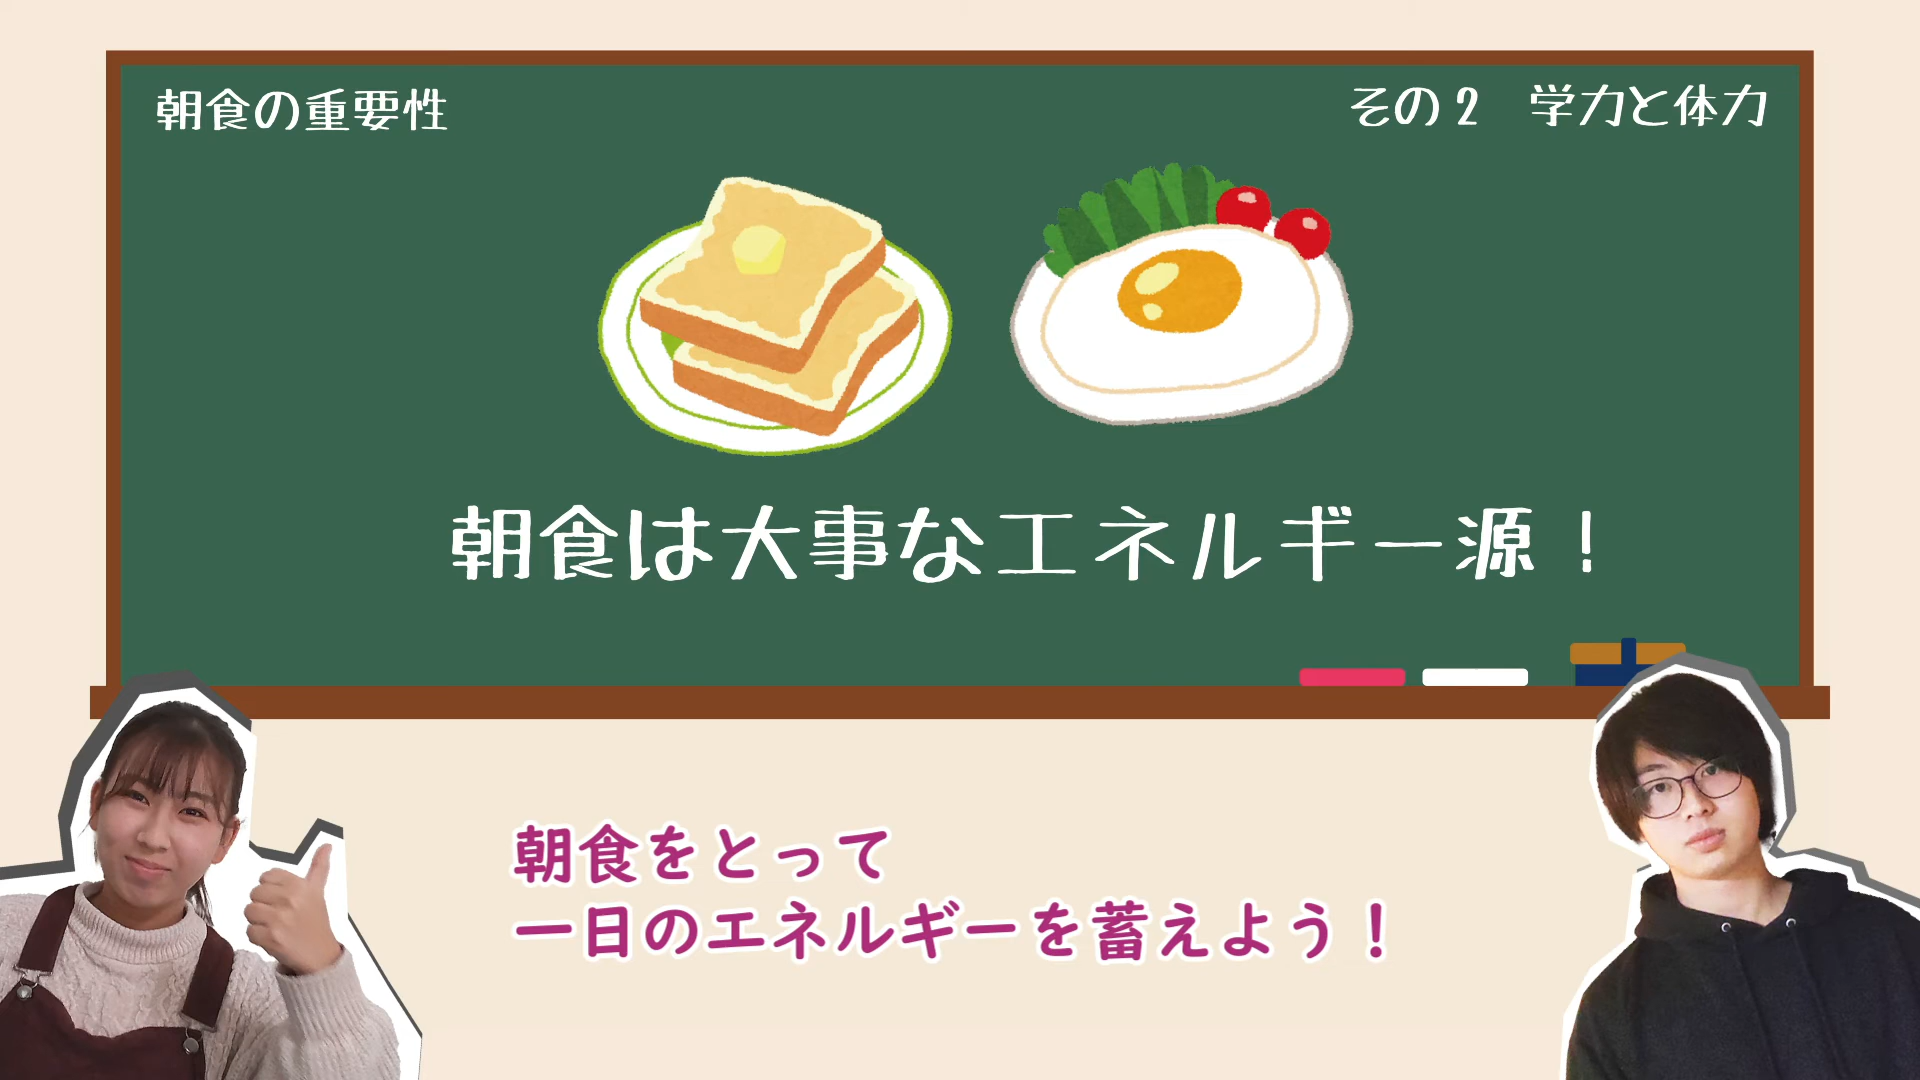 朝食の重要性
その2　学力と体力
朝食は大事なエネルギー源！
朝食をとって
一日のエネルギーを蓄えよう！